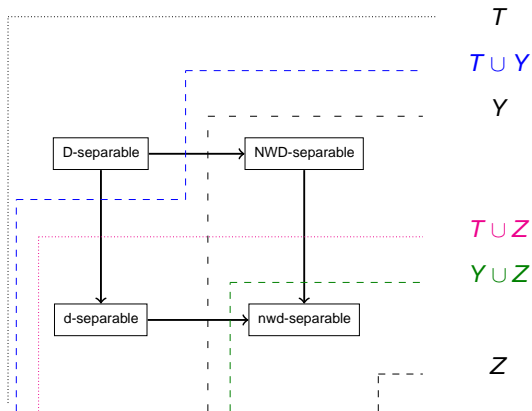 T
T ∪ Y
Y
D-separable NWD-separable
T ∪ Z
Y ∪ Z
d-separable nwd-separable
Z